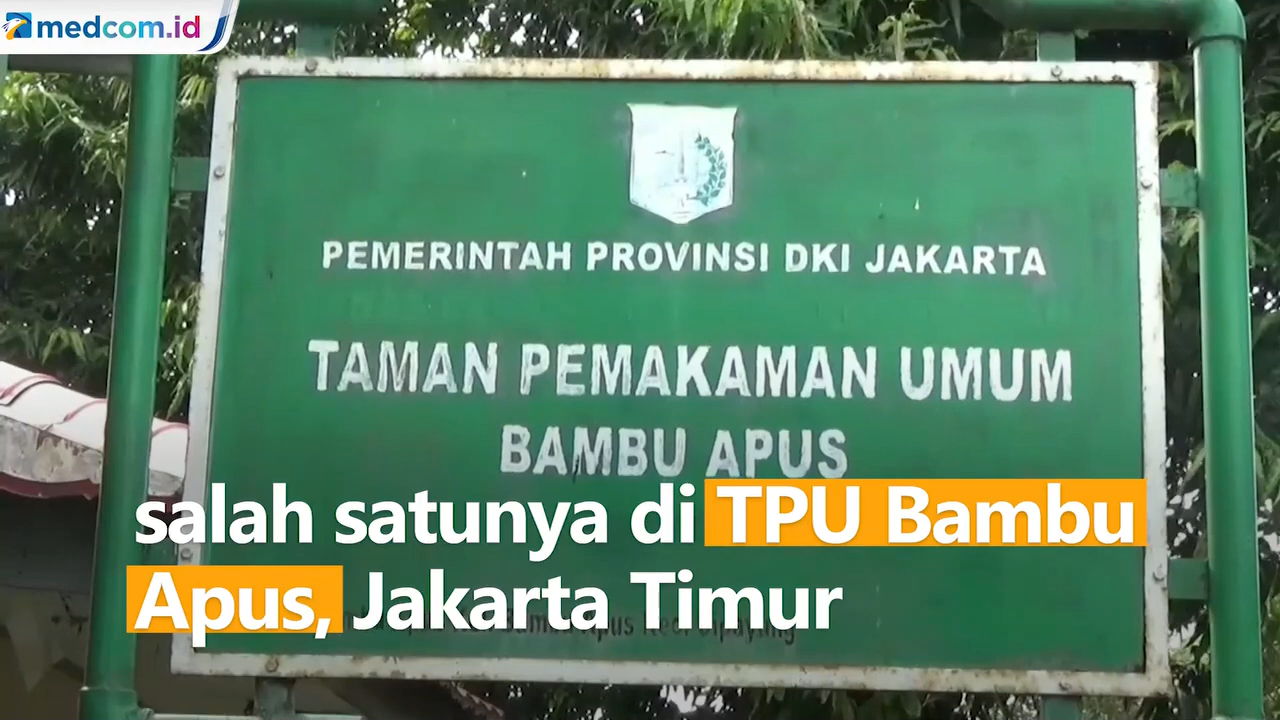 medcom.id
PEMERINTAH PROVINSI DKI JAKARTA
TAMAN PEMAKAMAN UMUM
BAMBU APUS
salah satunya di TPU Bambu
Apus, Jakarta Timur